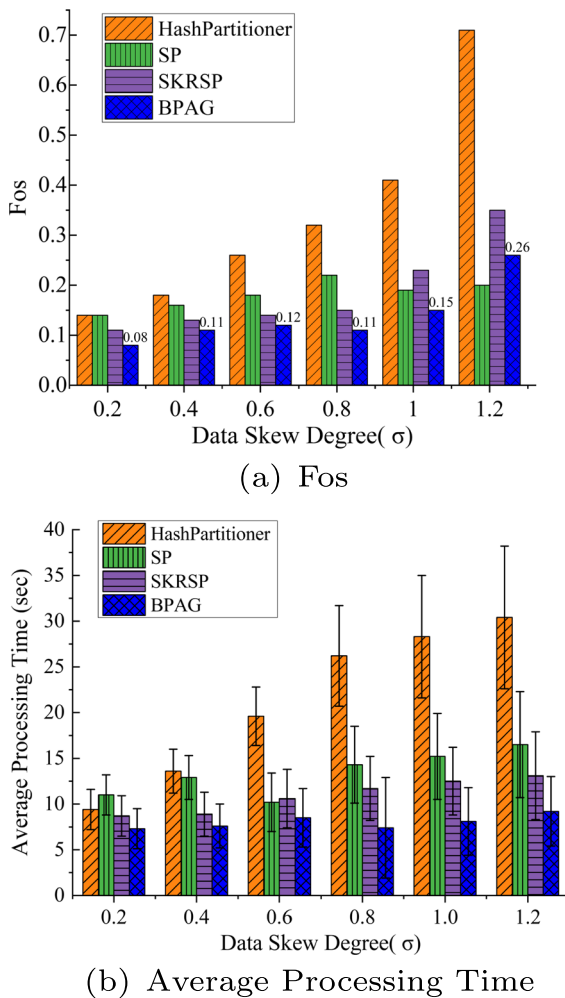 HashPartitioner
SP
SKRSP
BPAG
0.7
0.6
0.5
0.4
0.3
0.2
0.1
0.0
Fos
0.08
0.11
0.12
0.11
0.15
0.26
0.2 0.4 0.6 0.8 1 1.2
Data Skew Degree( σ)
(a) Fos
HashPartitioner
SP
SKRSP
BPAG
40
35
30
25
20
15
10
5
0
Average Processing Time (sec)
0.2 0.4 0.6 0.8 1.0 1.2
Data Skew Degree( σ)
(b) Average Processing Time